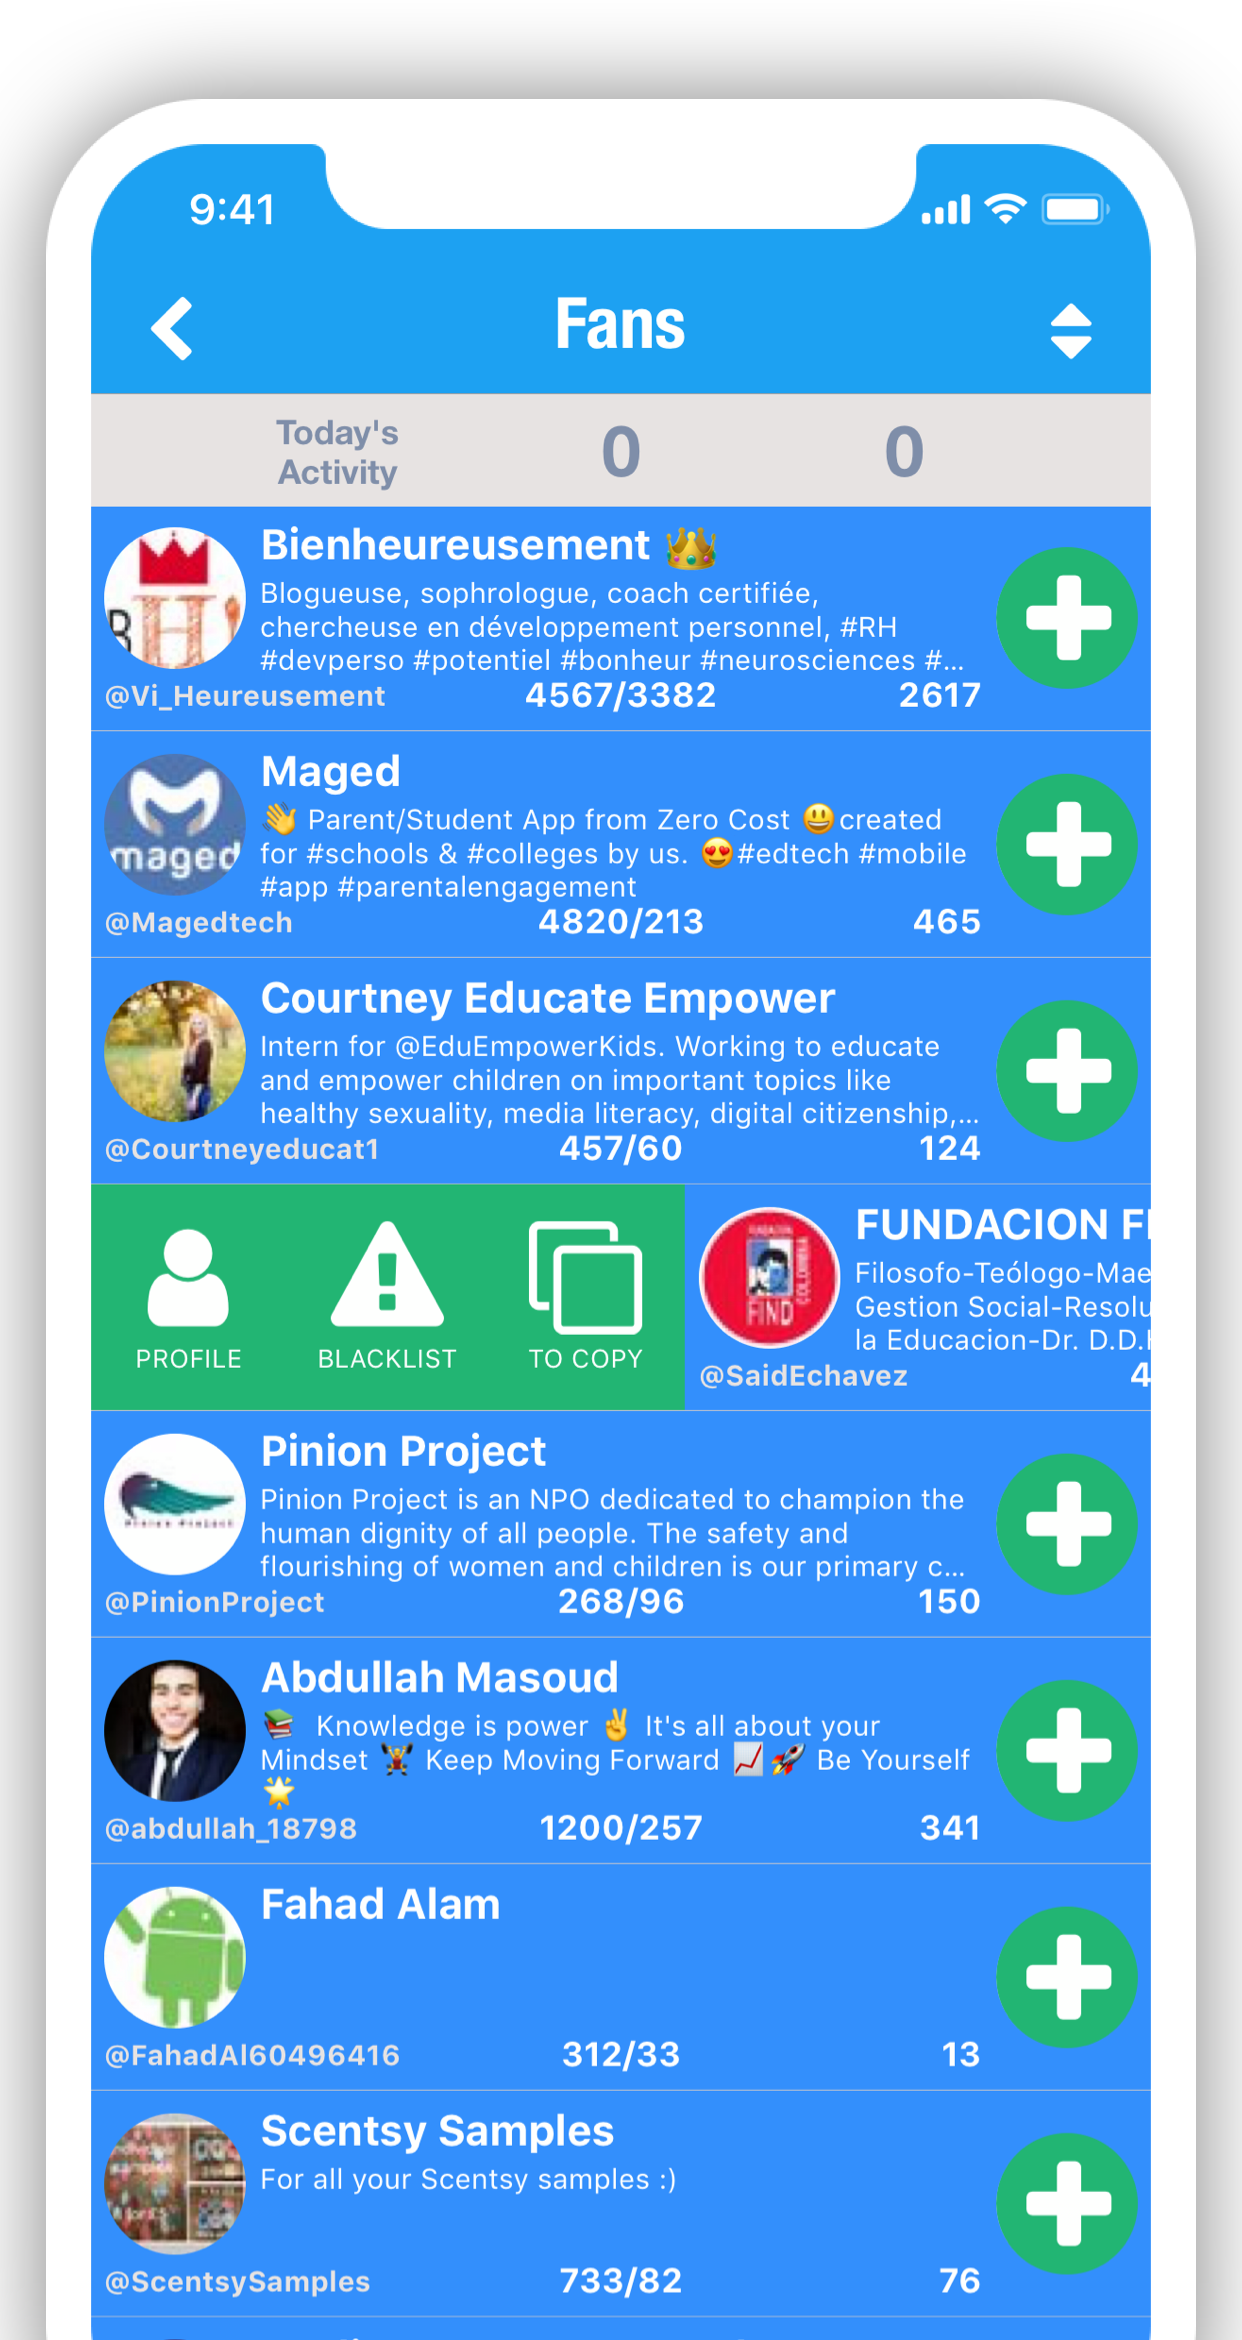 9:41
Fans
Today's
Activity
0 0
Bienheureusement 👑
Blogueuse, sophrologue, coach certifiée,
chercheuse en développement personnel, #RH
#devperso #potentiel #bonheur #neurosciences #...
@Vi_Heureusement 4567/3382 2617
maged
Maged
👋 Parent/Student App from Zero Cost 😃created
for #schools & #colleges by us. 😍#edtech #mobile
#app #parentalengagement
@Magedtech 4820/213 465
Courtney Educate Empower
Intern for @EduEmpowerKids. Working to educate
and empower children on important topics like
healthy sexuality, media literacy, digital citizenship,...
@Courtneyeducat1 457/60 124
PROFILE BLACKLIST TO COPY
FIND
COLOMBIA
FUNDACION FI
Filosofo-Teólogo-Mae
Gestion Social-Resolu
la Educacion-Dr. D.D.H
@SaidEchavez 4
Pinion Project
Pinion Project is an NPO dedicated to champion the
human dignity of all people. The safety and
flourishing of women and children is our primary c...
@PinionProject 268/96 150
Abdullah Masoud
📚 Knowledge is power ✌️ It's all about your
Mindset 🏋️ Keep Moving Forward 📈🚀 Be Yourself
🌟
@abdullah_18798 1200/257 341
Fahad Alam
@FahadAl60496416 312/33 13
Scentsy Samples
For all your Scentsy samples :)
@ScentsySamples 733/82 76